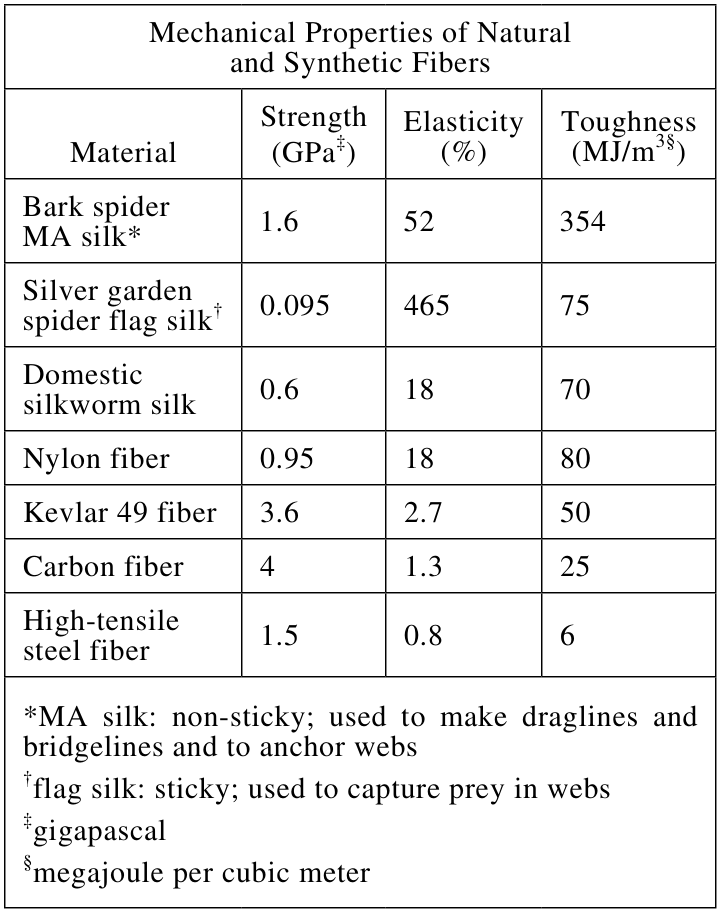 Mechanical Properties of Natural
and Synthetic Fibers
Material
Strength
(GPa‡)
Elasticity
(%)
Toughness
(MJ/m³§)
Bark spider
MA silk*
1.6
52
354
Silver garden
spider flag silk†
0.095
465
75
Domestic
silkworm silk
0.6
18
70
Nylon fiber
0.95
18
80
Kevlar 49 fiber
3.6
2.7
50
Carbon fiber
4
1.3
25
High-tensile
steel fiber
1.5
0.8
6
*MA silk: non-sticky; used to make draglines and
bridgelines and to anchor webs
†flag silk: sticky; used to capture prey in webs
‡gigapascal
§megajoule per cubic meter